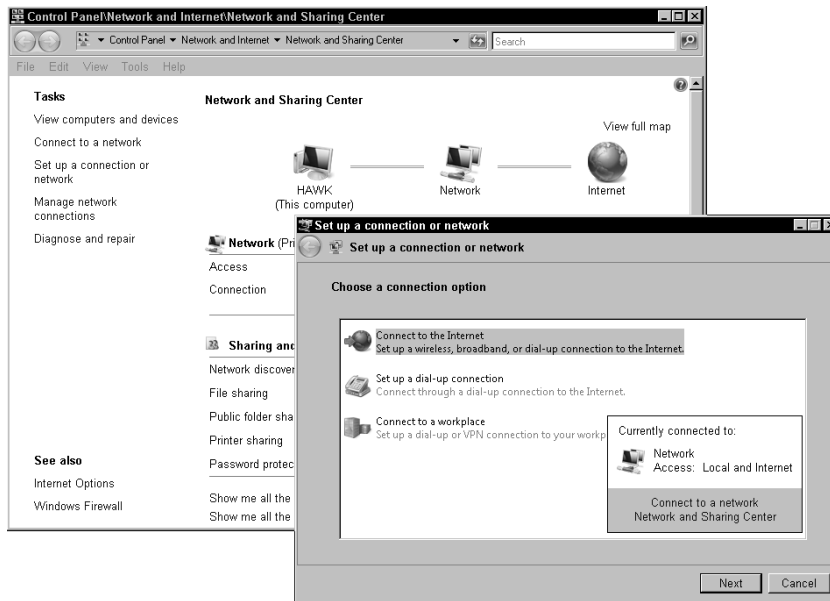 Control Panel\Network and Internet\Network and Sharing Center
Control Panel Network and Internet Network and Sharing Center
Search
File Edit View Tools Help
Tasks
View computers and devices
Connect to a network
Set up a connection or
network
Manage network
connections
Diagnose and repair
See also
Internet Options
Windows Firewall
Network and Sharing Center
View full map
HAWK
(This computer)
Network
Internet
Network (Pri
Access
Connection
Sharing and
Network discover
File sharing
Public folder sha
Printer sharing
Password protec
Show me all the
Show me all the
Set up a connection or network
Set up a connection or network
Choose a connection option
Connect to the Internet
Set up a wireless, broadband, or dial-up connection to the Internet.
Set up a dial-up connection
Connect through a dial-up connection to the Internet.
Connect to a workplace
Set up a dial-up or VPN connection to your workp
Currently connected to:
Network
Access: Local and Internet
Connect to a network
Network and Sharing Center
Next Cancel